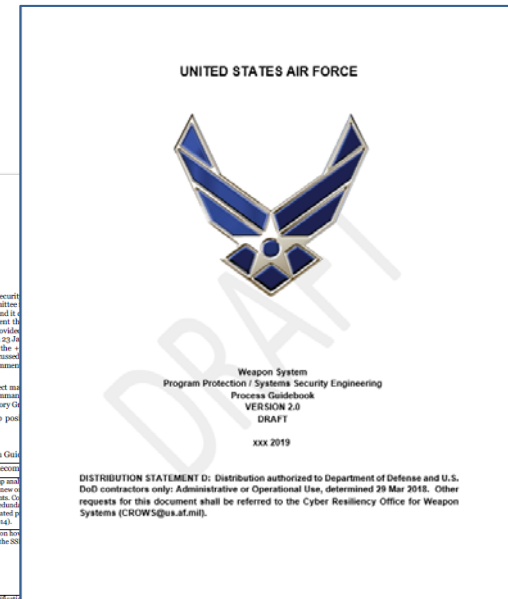 UNITED STATES AIR FORCE
DRAFT
Weapon System
Program Protection / Systems Security Engineering
Process Guidebook
VERSION 2.0
DRAFT
xxx 2019
DISTRIBUTION STATEMENT D: Distribution authorized to Department of Defense and U.S.
DoD contractors only: Administrative or Operational Use, determined 29 Mar 2018. Other
requests for this document shall be referred to the Cyber Resiliency Office for Weapon
Systems (CROWS@us.af.mil).